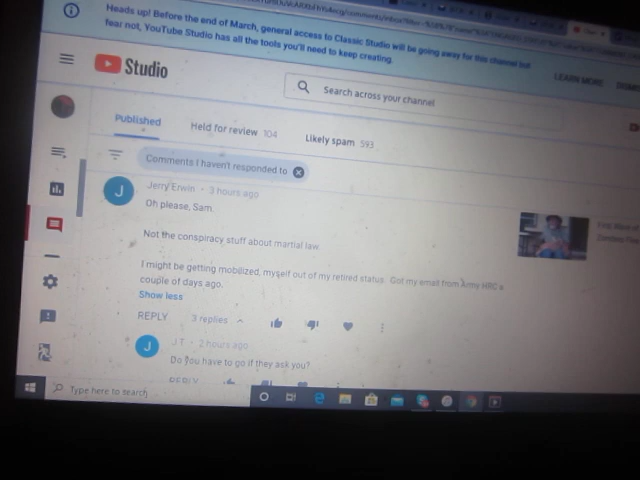 Heads up! Before the end of March, general access to Classic Studio will be going away for this channel but
fear not, YouTube Studio has all the tools you'll need to keep creating.
LEARN MORE
Studio
Search across your channel
Published
Held for review 104
Likely spam 593
Comments I haven't responded to
J
Jerry Erwin • 3 hours ago
Oh please, Sam.
Not the conspiracy stuff about martial law.
I might be getting mobilized, myself out of my retired status. Got my email from Army HRC a
couple of days ago.
Show less
REPLY 3 replies
J
J T • 2 hours ago
Do you have to go if they ask you?
REPLY
Type here to search